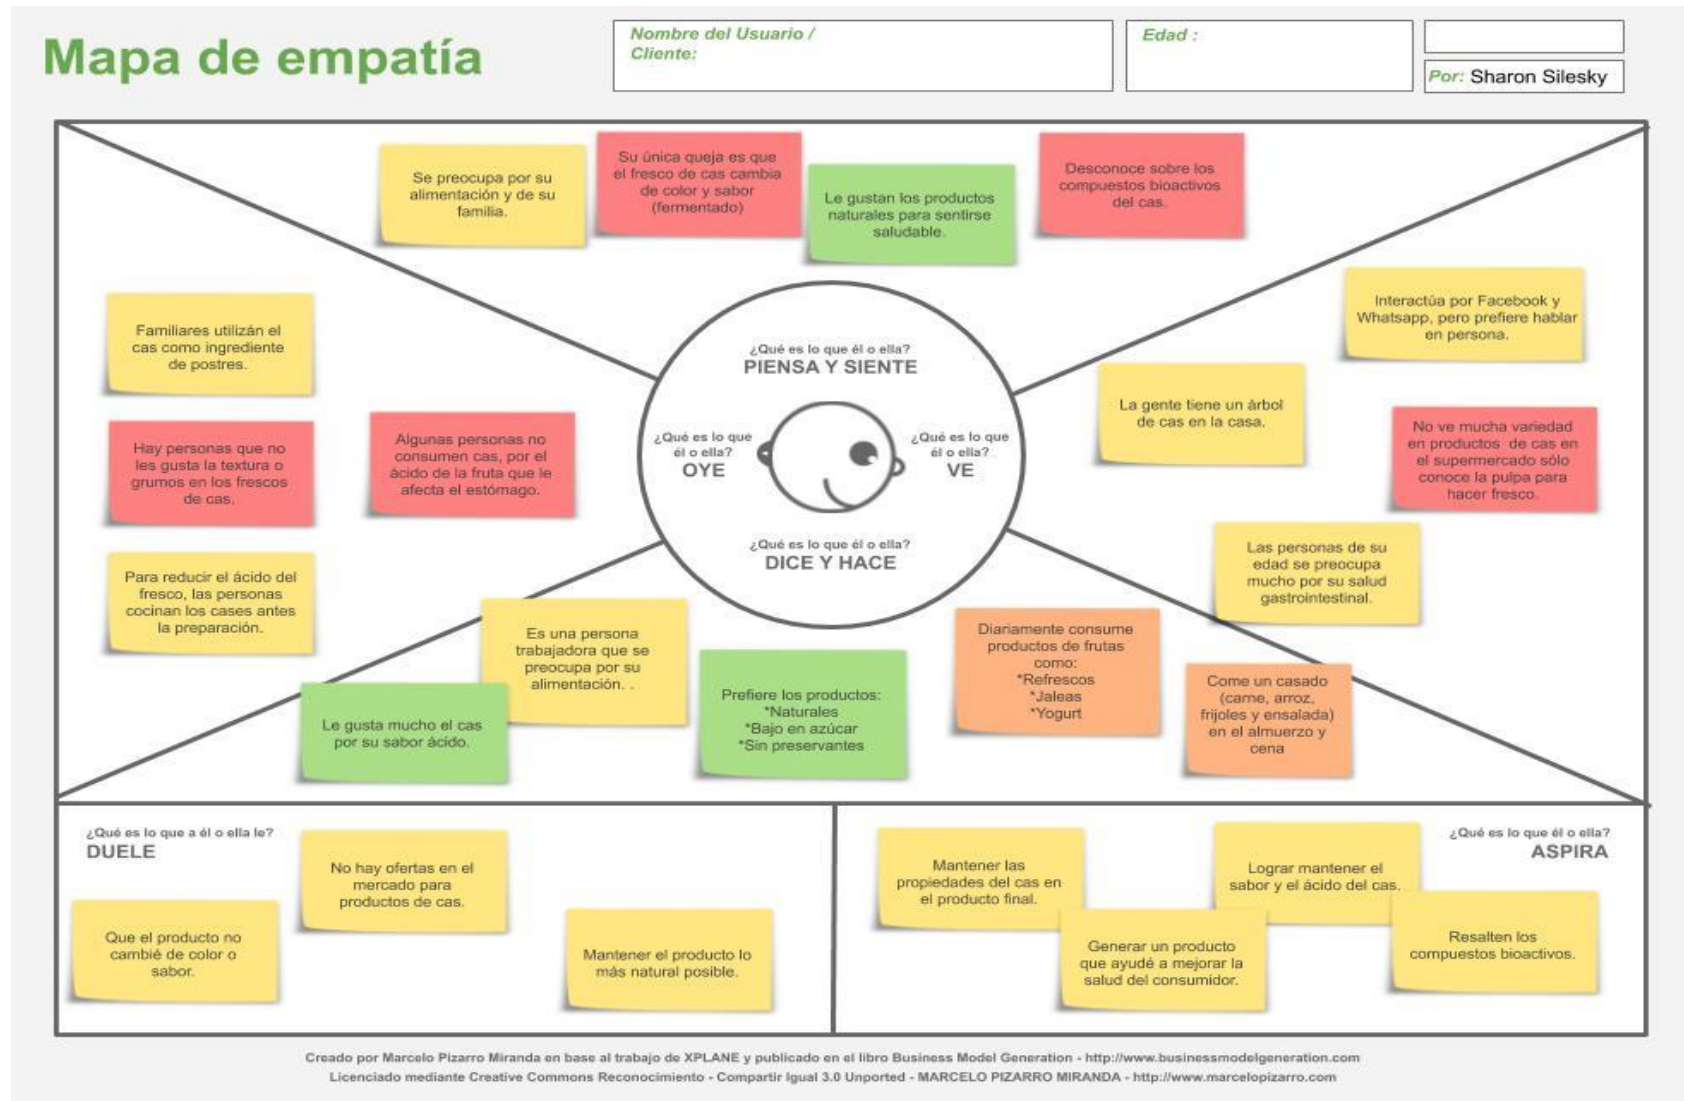 Mapa de empatía
Nombre del Usuario /
Cliente:
Edad :
Por: Sharon Silesky
Se preocupa por su
alimentación y de su
familia.
Su única queja es que
el fresco de cas cambia
de color y sabor
(fermentado)
Le gustan los productos
naturales para sentirse
saludable.
Desconoce sobre los
compuestos bioactivos
del cas.
Familiares utilizán el
cas como ingrediente
de postres.
Hay personas que no
les gusta la textura o
grumos en los frescos
de cas.
Algunas personas no
consumen cas, por el
ácido de la fruta que le
afecta el estómago.
Para reducir el ácido del
fresco, las personas
cocinan los cases antes
la preparación.
¿Qué es lo que él o ella?
PIENSA Y SIENTE
¿Qué es lo que
él o ella?
OYE
¿Qué es lo que
él o ella?
VE
¿Qué es lo que él o ella?
DICE Y HACE
Interactúa por Facebook y
Whatsapp, pero prefiere hablar
en persona.
La gente tiene un árbol
de cas en la casa.
No ve mucha variedad
en productos de cas en
el supermercado sólo
conoce la pulpa para
hacer fresco.
Las personas de su
edad se preocupa
mucho por su salud
gastrointestinal.
Es una persona
trabajadora que se
preocupa por su
alimentación. .
Le gusta mucho el cas
por su sabor ácido.
Prefiere los productos:
*Naturales
*Bajo en azúcar
*Sin preservantes
Diariamente consume
productos de frutas
como:
*Refrescos
*Jaleas
*Yogurt
Come un casado
(carne, arroz,
frijoles y ensalada)
en el almuerzo y
cena
¿Qué es lo que a él o ella le?
DUELE
No hay ofertas en el
mercado para
productos de cas.
Que el producto no
cambié de color o
sabor.
Mantener el producto lo
más natural posible.
¿Qué es lo que él o ella?
ASPIRA
Mantener las
propiedades del cas en
el producto final.
Lograr mantener el
sabor y el ácido del cas.
Generar un producto
que ayudé a mejorar la
salud del consumidor.
Resalten los
compuestos bioactivos.
Creado por Marcelo Pizarro Miranda en base al trabajo de XPLANE y publicado en el libro Business Model Generation - http://www.businessmodelgeneration.com
Licenciado mediante Creative Commons Reconocimiento - Compartir Igual 3.0 Unported - MARCELO PIZARRO MIRANDA - http://www.marcelopizarro.com